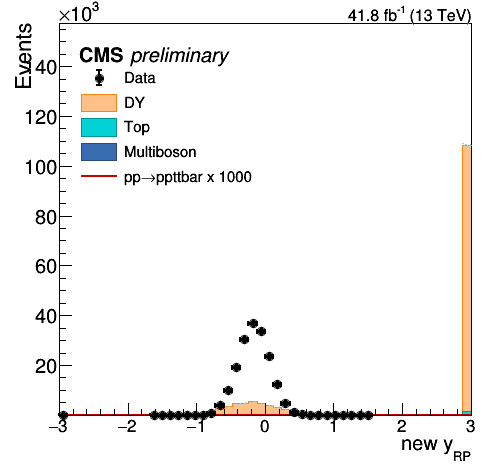 ×10³
41.8 fb⁻¹ (13 TeV)
Events
CMS preliminary
Data
DY
Top
Multiboson
pp→ppttbar x 1000
140
120
100
80
60
40
20
−3 −2 −1 0 1 2 3
new y_RP